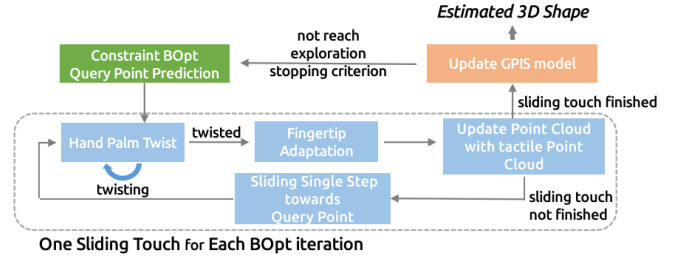 Estimated 3D Shape
Constraint BOpt
Query Point Prediction
not reach
exploration
stopping criterion
Update GPIS model
sliding touch finished
Hand Palm Twist
twisted
Fingertip
Adaptation
Update Point Cloud
with tactile Point
Cloud
twisting
Sliding Single Step
towards
Query Point
sliding touch
not finished
One Sliding Touch for Each BOpt iteration